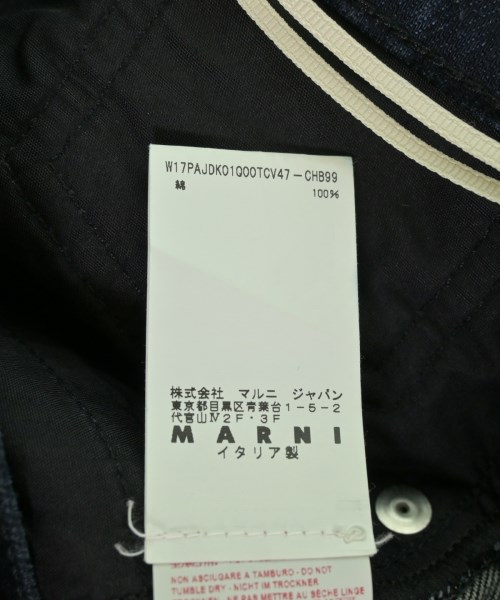 W17PAJDK01Q00TCV47-CHB99
綿 100%
株式会社 マルニ ジャパン
東京都目黒区青葉台1-5-2
代官山Ⅳ2F・3F
MARNI
イタリア製
NON ASCIUGARE A TAMBURO - DO NOT
TUMBLE DRY - NICHT IM TROCKNER